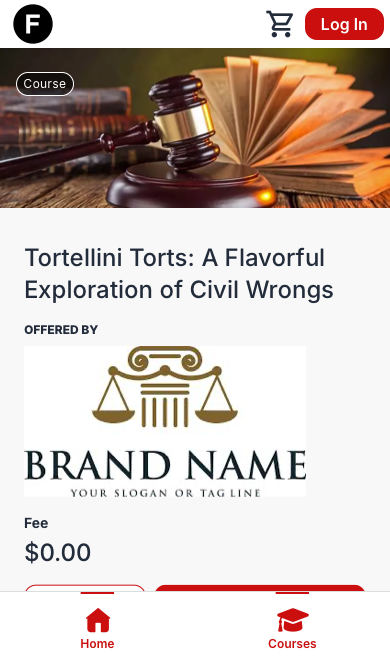 F
Log In
Course
Tortellini Torts: A Flavorful
Exploration of Civil Wrongs
OFFERED BY
BRAND NAME
YOUR SLOGAN OR TAG LINE
Fee
$0.00
Home
Courses